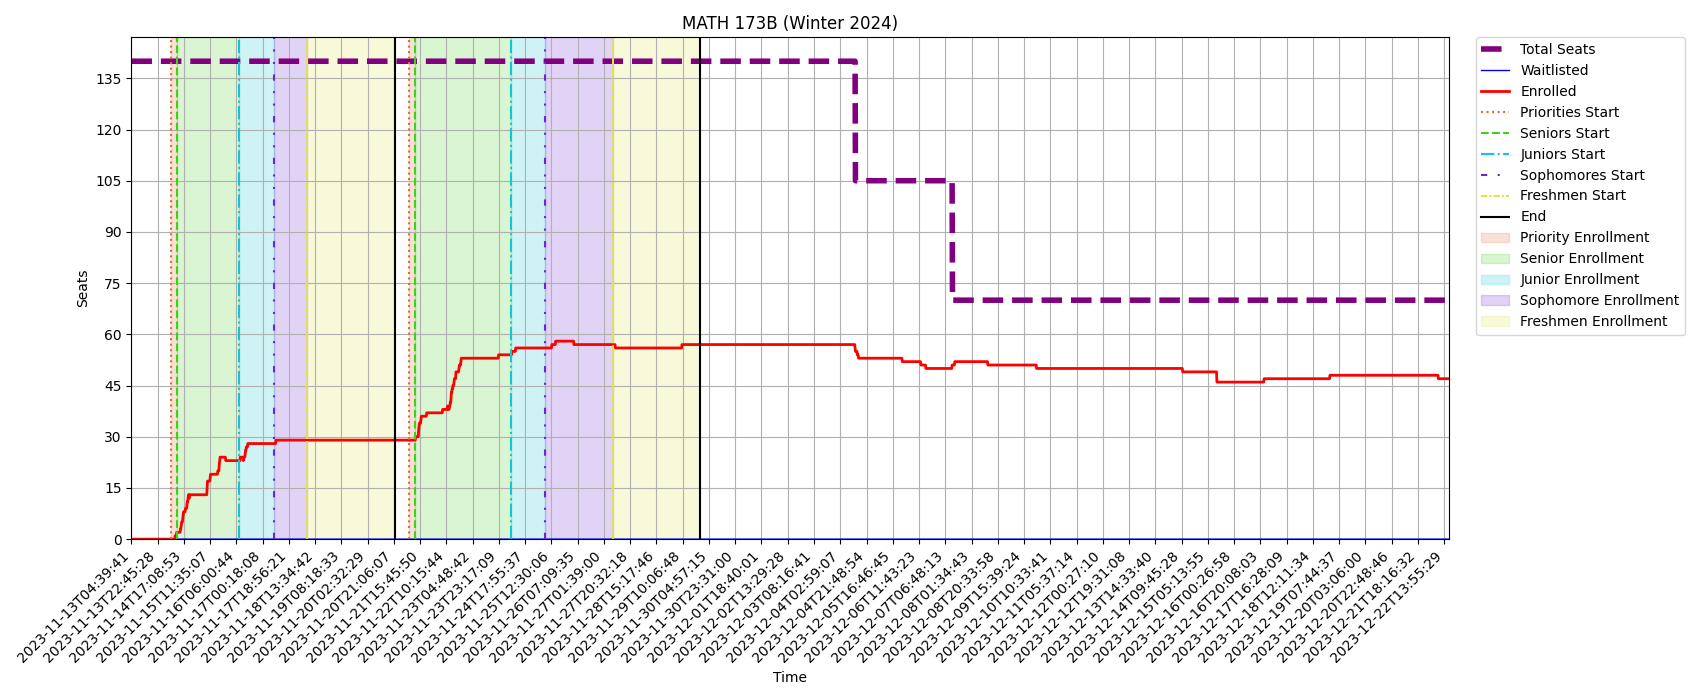 MATH 173B (Winter 2024)
Seats
135
120
105
90
75
60
45
30
15
0
2023-11-13T04:39:41
2023-11-13T22:45:28
2023-11-14T17:08:53
2023-11-15T11:35:07
2023-11-16T06:00:44
2023-11-17T00:18:08
2023-11-17T18:56:21
2023-11-18T13:34:42
2023-11-19T08:18:33
2023-11-20T02:32:29
2023-11-20T21:06:07
2023-11-21T15:45:50
2023-11-22T10:15:44
2023-11-23T04:48:42
2023-11-23T23:17:09
2023-11-24T17:55:37
2023-11-25T12:30:06
2023-11-26T07:09:35
2023-11-27T01:39:00
2023-11-27T20:32:18
2023-11-28T15:17:46
2023-11-29T10:06:48
2023-11-30T04:57:15
2023-11-30T23:31:00
2023-12-01T18:40:01
2023-12-02T13:29:28
2023-12-03T08:16:41
2023-12-04T02:59:07
2023-12-04T21:48:54
2023-12-05T16:46:45
2023-12-06T11:43:23
2023-12-07T06:48:13
2023-12-08T01:34:43
2023-12-08T20:33:58
2023-12-09T15:39:24
2023-12-10T10:33:41
2023-12-11T05:37:14
2023-12-12T00:27:10
2023-12-12T19:31:08
2023-12-13T14:33:40
2023-12-14T09:45:28
2023-12-15T05:13:55
2023-12-16T00:26:58
2023-12-16T20:08:03
2023-12-17T16:28:09
2023-12-18T12:11:34
2023-12-19T07:44:37
2023-12-20T03:06:00
2023-12-20T22:48:46
2023-12-21T18:16:32
2023-12-22T13:55:29
Time
Total Seats
Waitlisted
Enrolled
Priorities Start
Seniors Start
Juniors Start
Sophomores Start
Freshmen Start
End
Priority Enrollment
Senior Enrollment
Junior Enrollment
Sophomore Enrollment
Freshmen Enrollment